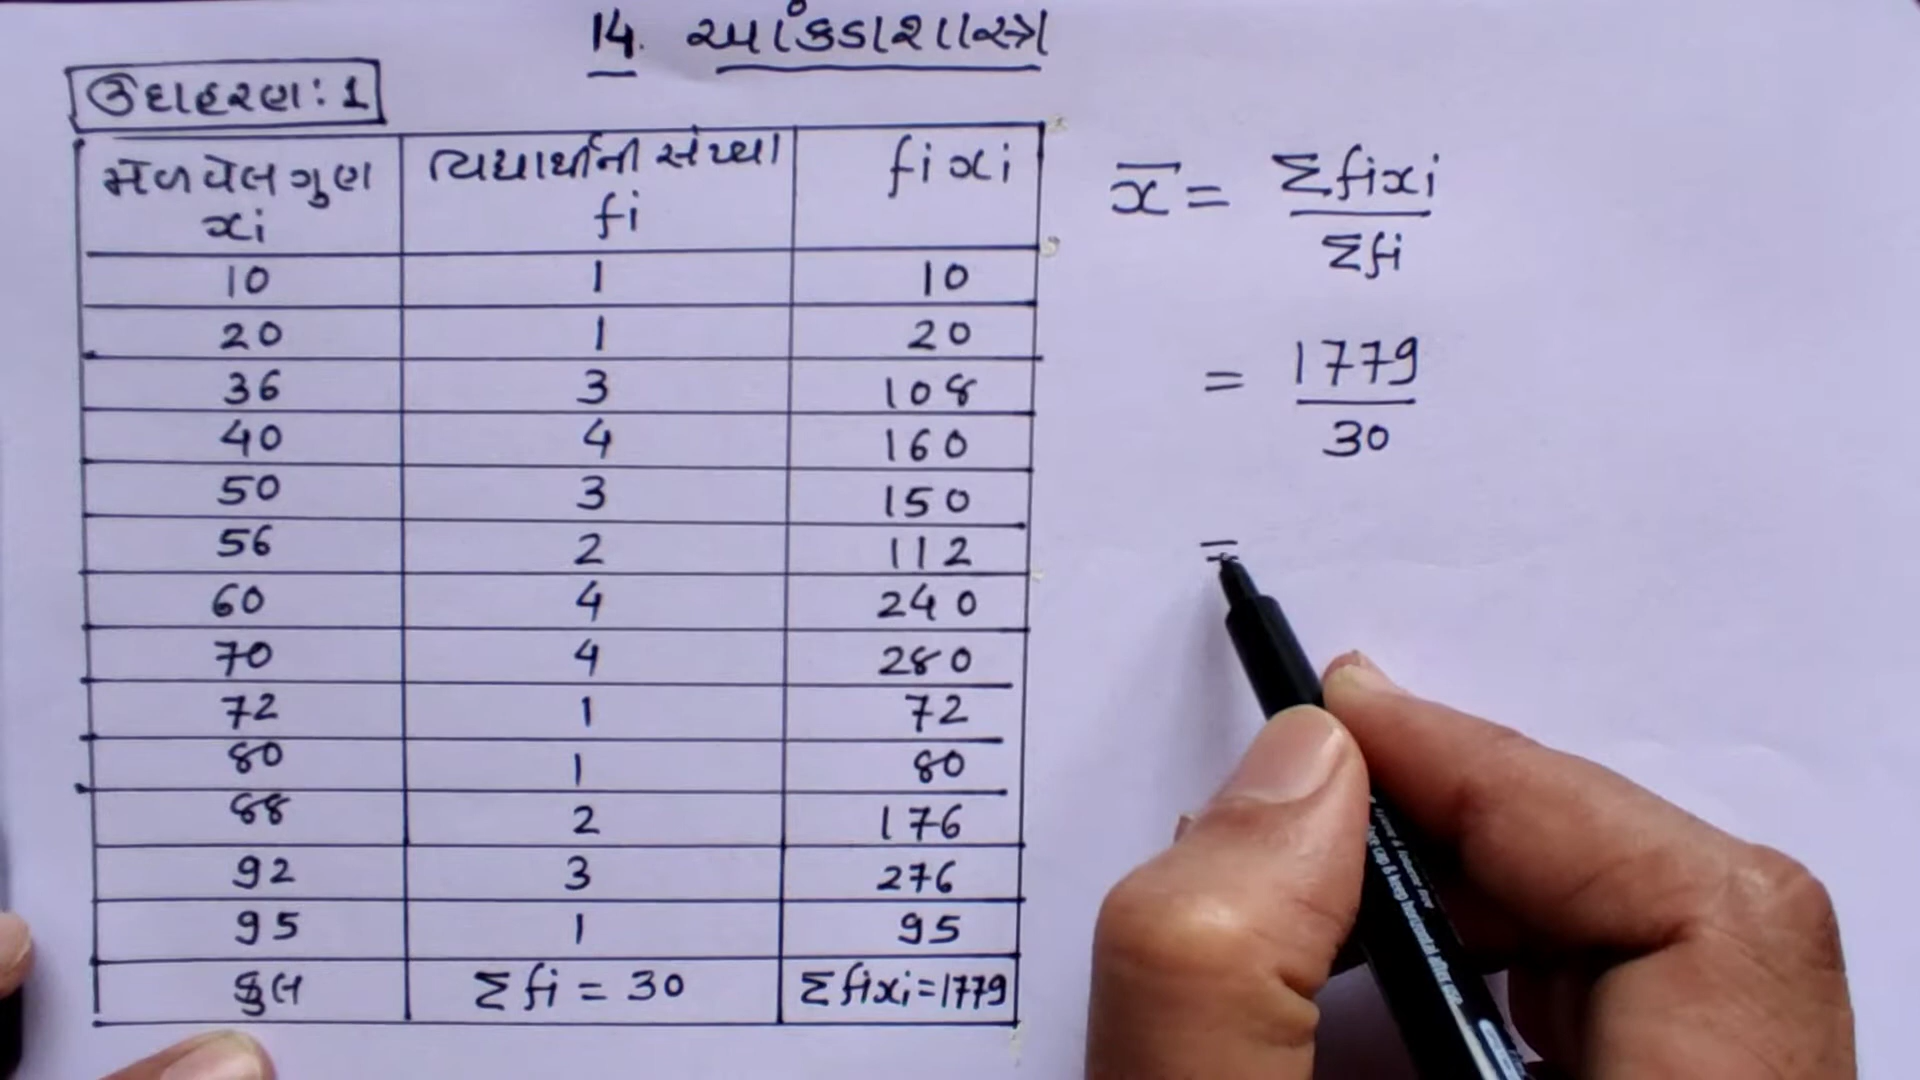 14. આંકડાશાસ્ત્ર
ઉદાહરણ : 1
મેળવેલ ગુણ xi | વિદ્યાર્થીની સંખ્યા fi | fixi
10 | 1 | 10
20 | 1 | 20
36 | 3 | 108
40 | 4 | 160
50 | 3 | 150
56 | 2 | 112
60 | 4 | 240
70 | 4 | 280
72 | 1 | 72
80 | 1 | 80
88 | 2 | 176
92 | 3 | 276
95 | 1 | 95
કુલ | Σfi = 30 | Σfixi = 1779
x̄ = Σfixi / Σfi
= 1779 / 30
=